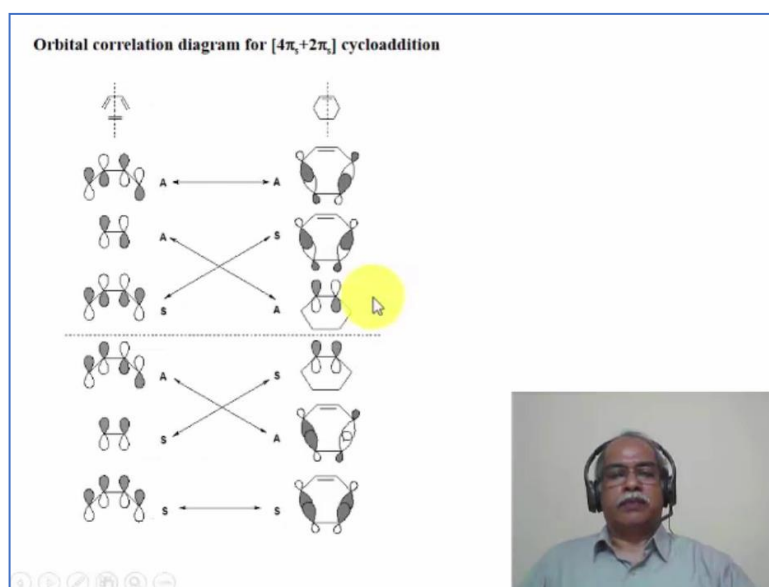 Orbital correlation diagram for [4πs+2πs] cycloaddition
A A
A S
S A
A S
S A
S S